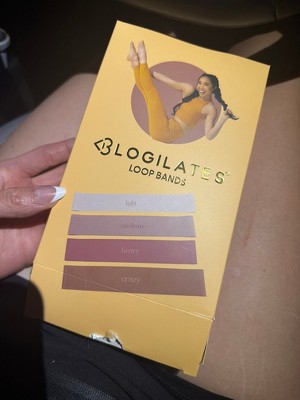 BLOGILATES
LOOP BANDS
light
medium
heavy
crazy